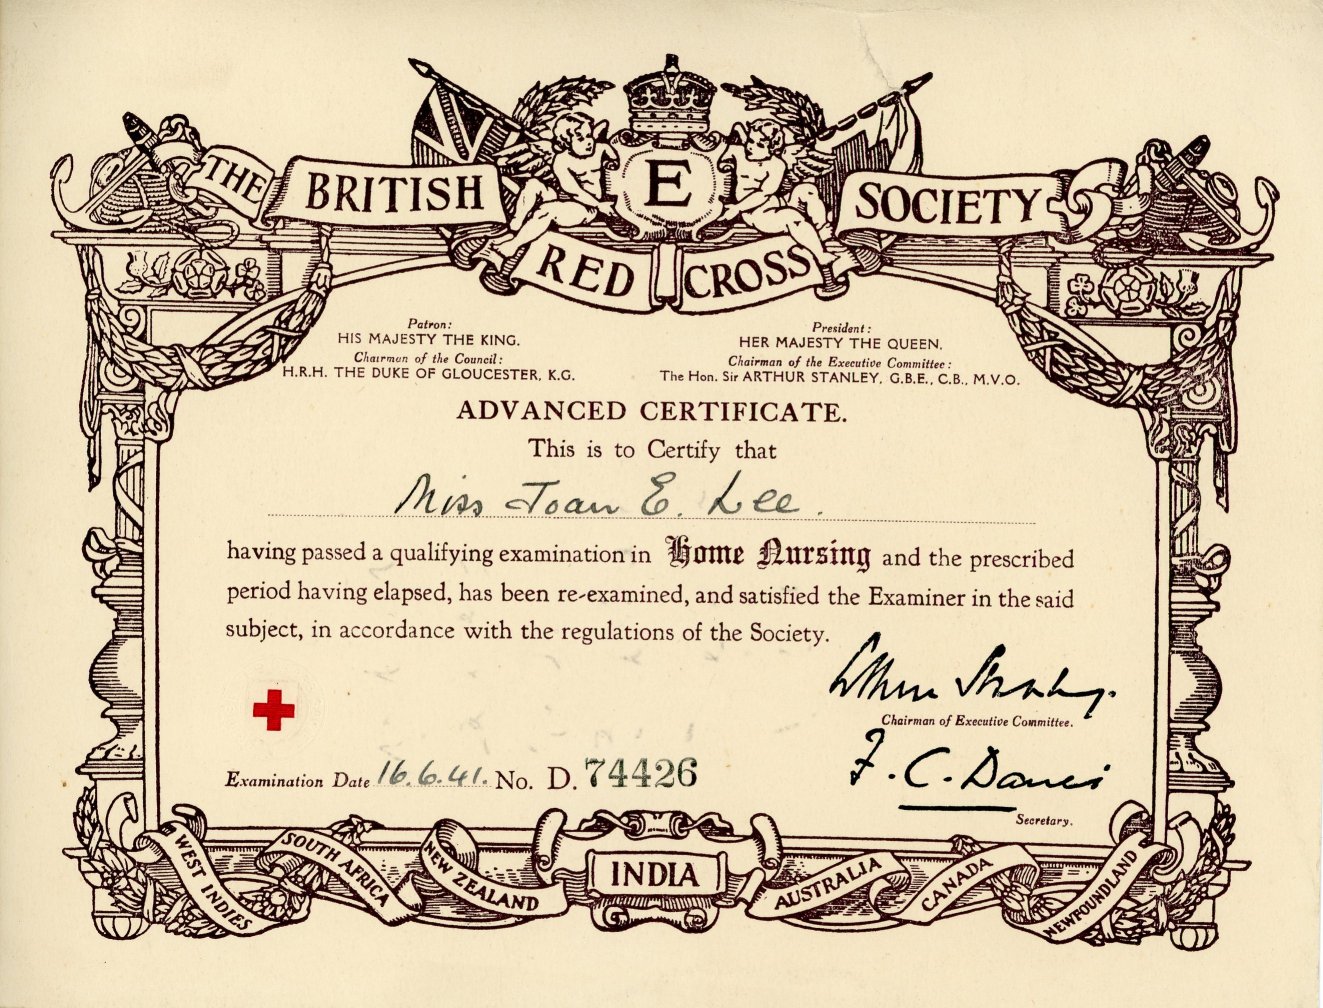 THE BRITISH RED CROSS SOCIETY
E
Patron:
HIS MAJESTY THE KING.
Chairman of the Council:
H.R.H. THE DUKE OF GLOUCESTER, K.G.
President:
HER MAJESTY THE QUEEN.
Chairman of the Executive Committee:
The Hon. Sir ARTHUR STANLEY, G.B.E., C.B., M.V.O.
ADVANCED CERTIFICATE.
This is to Certify that
Miss Joan E. Lee.
having passed a qualifying examination in Home Nursing and the prescribed
period having elapsed, has been re-examined, and satisfied the Examiner in the said
subject, in accordance with the regulations of the Society.
Arthur Stanley.
Chairman of Executive Committee.
Examination Date 16.6.41. No. D. 74426
F. C. Davies
Secretary.
WEST INDIES
SOUTH AFRICA
NEW ZEALAND
INDIA
AUSTRALIA
CANADA
NEWFOUNDLAND